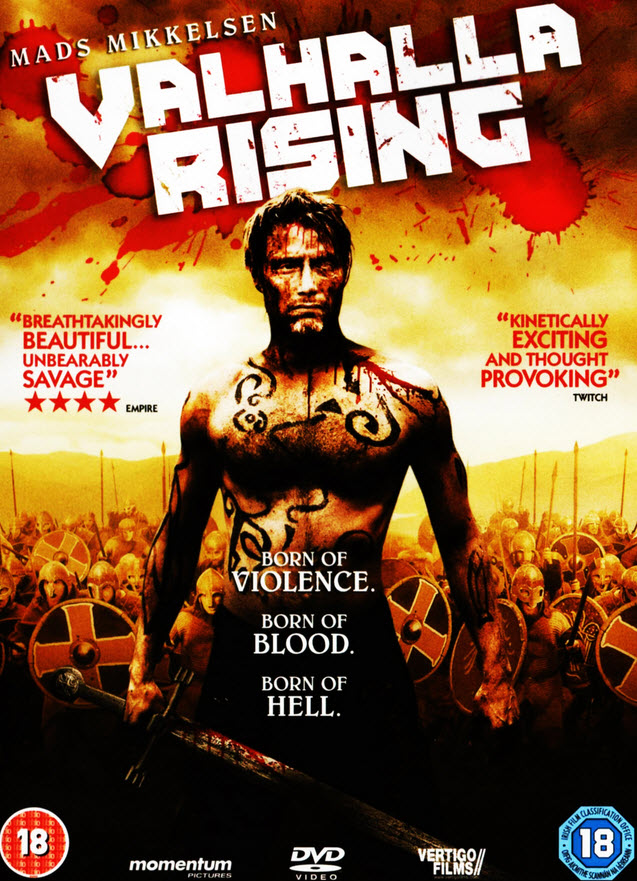 MADS MIKKELSEN
VALHALLA
RISING
"BREATHTAKINGLY
BEAUTIFUL...
UNBEARABLY
SAVAGE"
EMPIRE
"KINETICALLY
EXCITING
AND THOUGHT
PROVOKING"
TWITCH
BORN OF
VIOLENCE.
BORN OF
BLOOD.
BORN OF
HELL.
18
momentum
PICTURES
DVD
VIDEO
VERTIGO
FILMS//
IRISH FILM CLASSIFICATION OFFICE
18